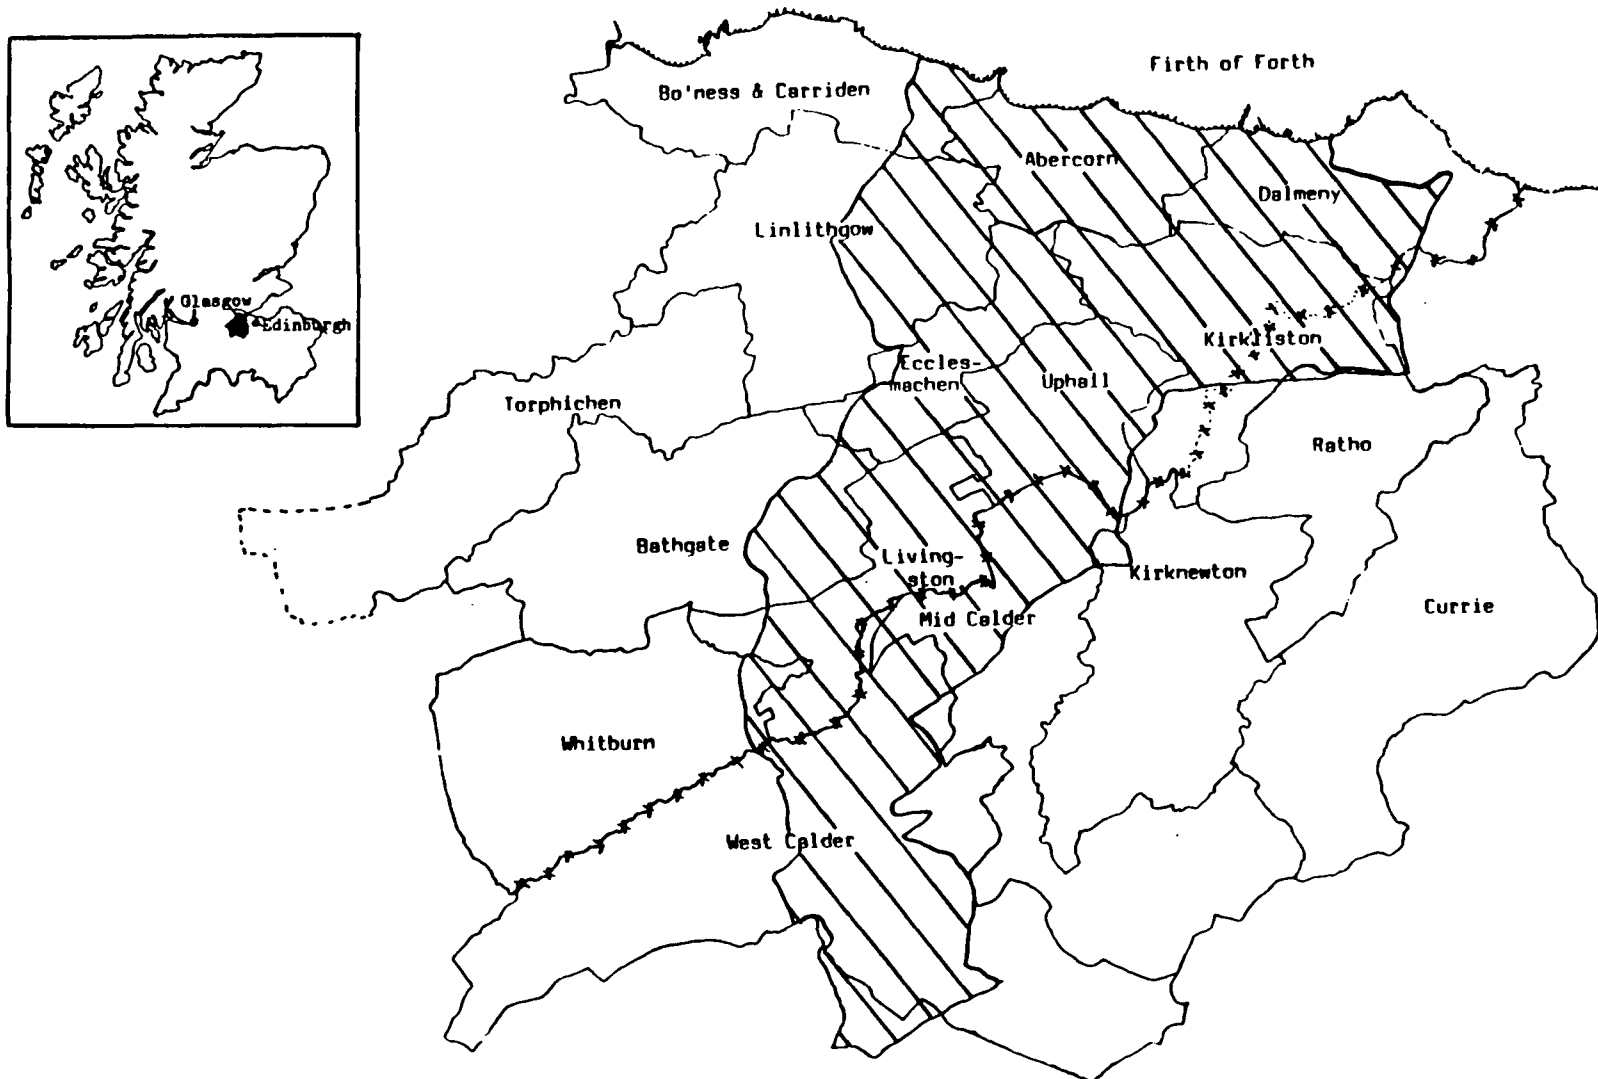 Firth of Forth
Bo'ness & Carriden
Abercorn
Dalmeny
Linlithgow
Glasgow
Edinburgh
Kirkliston
Eccles-
machen
Uphall
Torphichen
Ratho
Bathgate
Living-
ston
Kirknewton
Currie
Mid Calder
Whitburn
West Calder